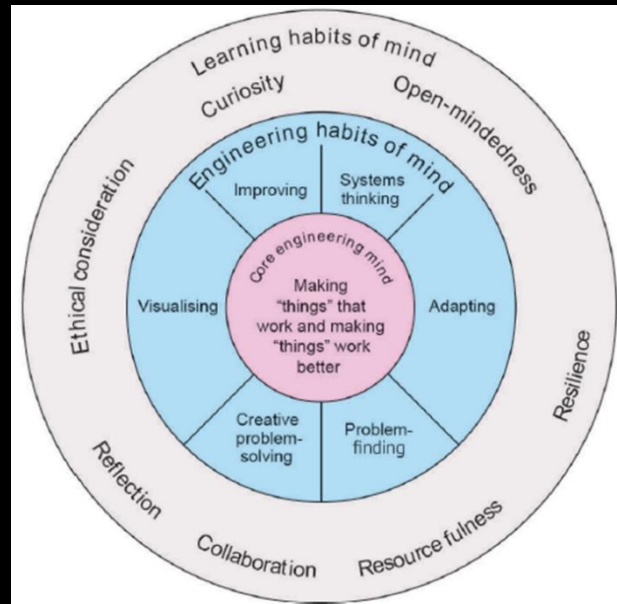 Learning habits of mind
Curiosity
Open-mindedness
Ethical consideration
Resilience
Reflection
Collaboration
Resource fulness
Engineering habits of mind
Improving
Systems
thinking
Visualising
Adapting
Creative
problem-
solving
Problem-
finding
Core engineering mind
Making
"things" that
work and making
"things" work
better